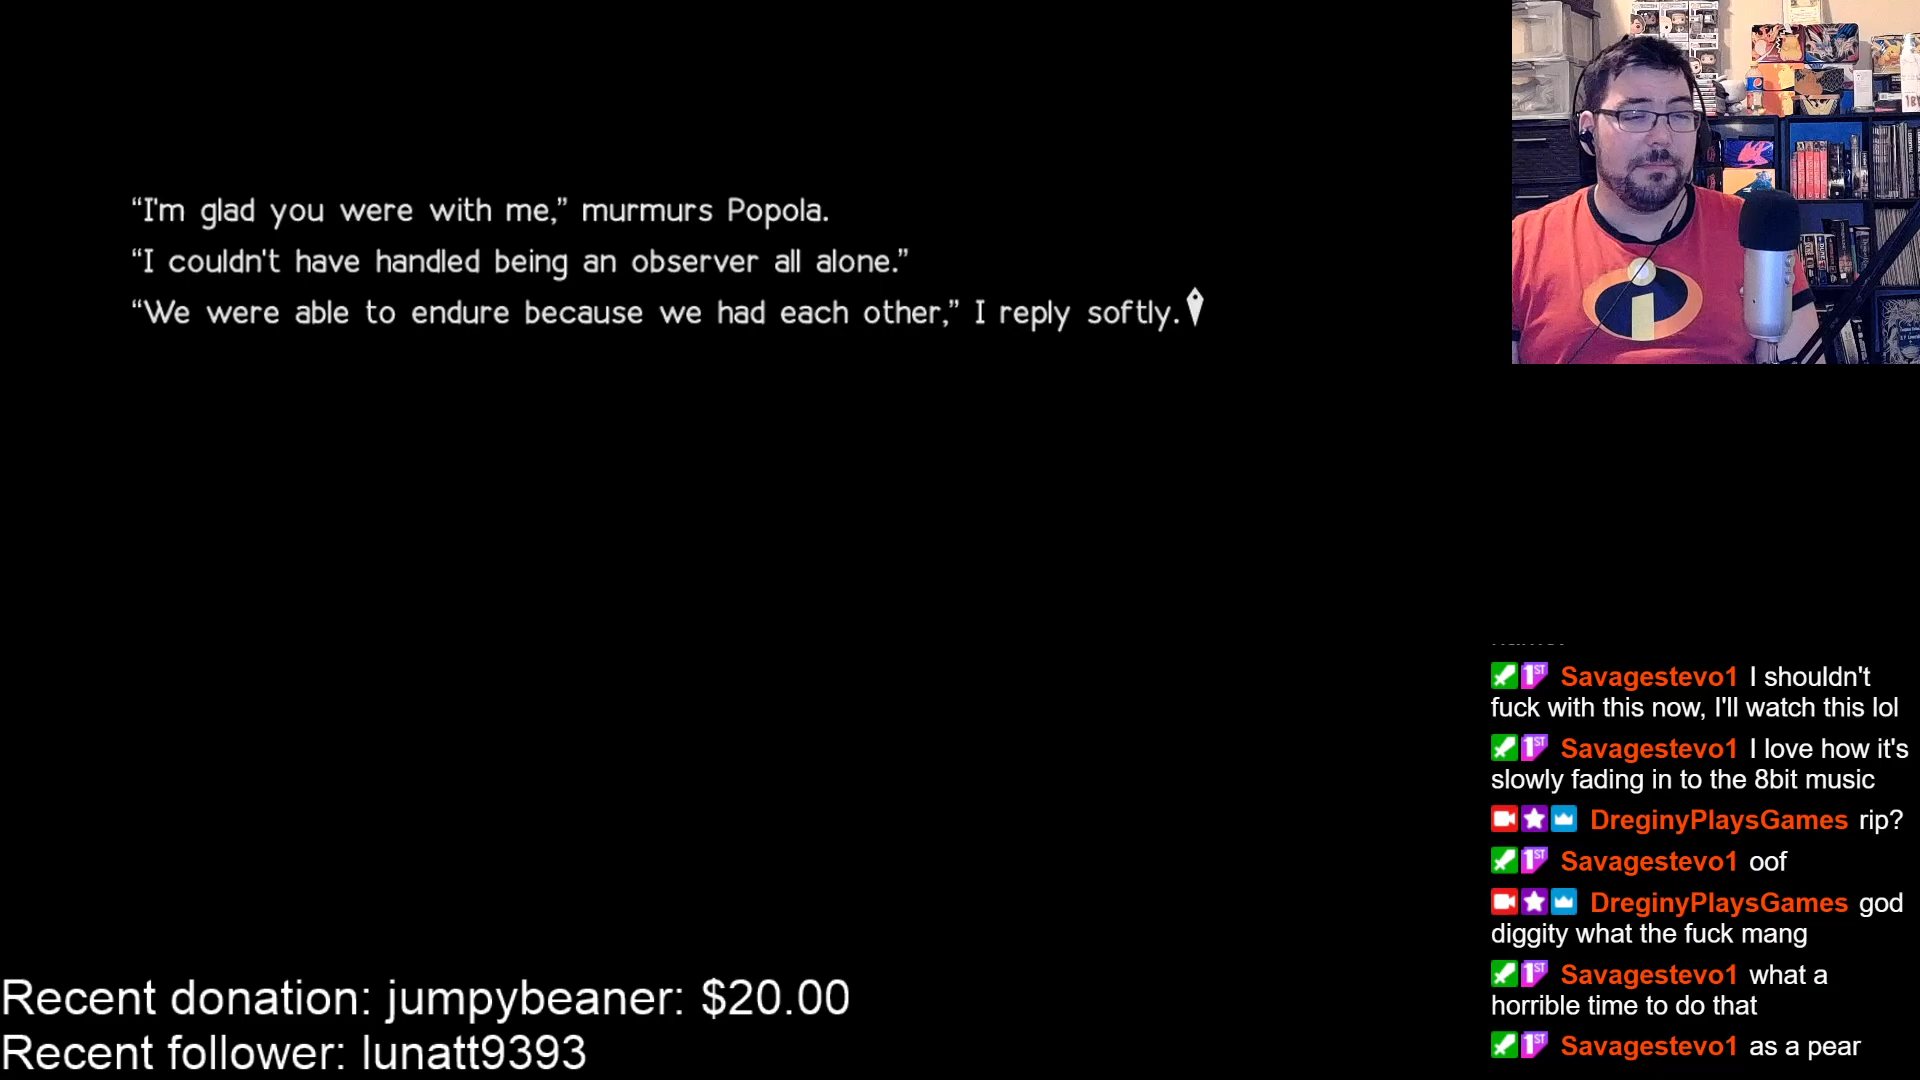 “I'm glad you were with me,” murmurs Popola.
“I couldn't have handled being an observer all alone.”
“We were able to endure because we had each other,” I reply softly.
Savagestevo1 I shouldn't
fuck with this now, I'll watch this lol
Savagestevo1 I love how it's
slowly fading in to the 8bit music
DreginyPlaysGames rip?
Savagestevo1 oof
DreginyPlaysGames god
diggity what the fuck mang
Savagestevo1 what a
horrible time to do that
Savagestevo1 as a pear
Recent donation: jumpybeaner: $20.00
Recent follower: lunatt9393